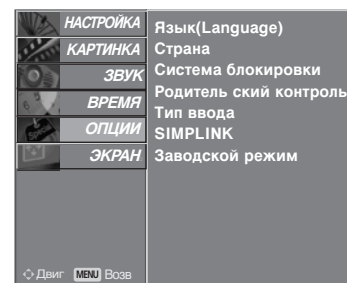 НАСТРОЙКА
КАРТИНКА
ЗВУК
ВРЕМЯ
ОПЦИИ
ЭКРАН
Язык(Language)
Страна
Система блокировки
Родитель ский контроль
Тип ввода
SIMPLINK
Заводской режим
Двиг MENU Возв